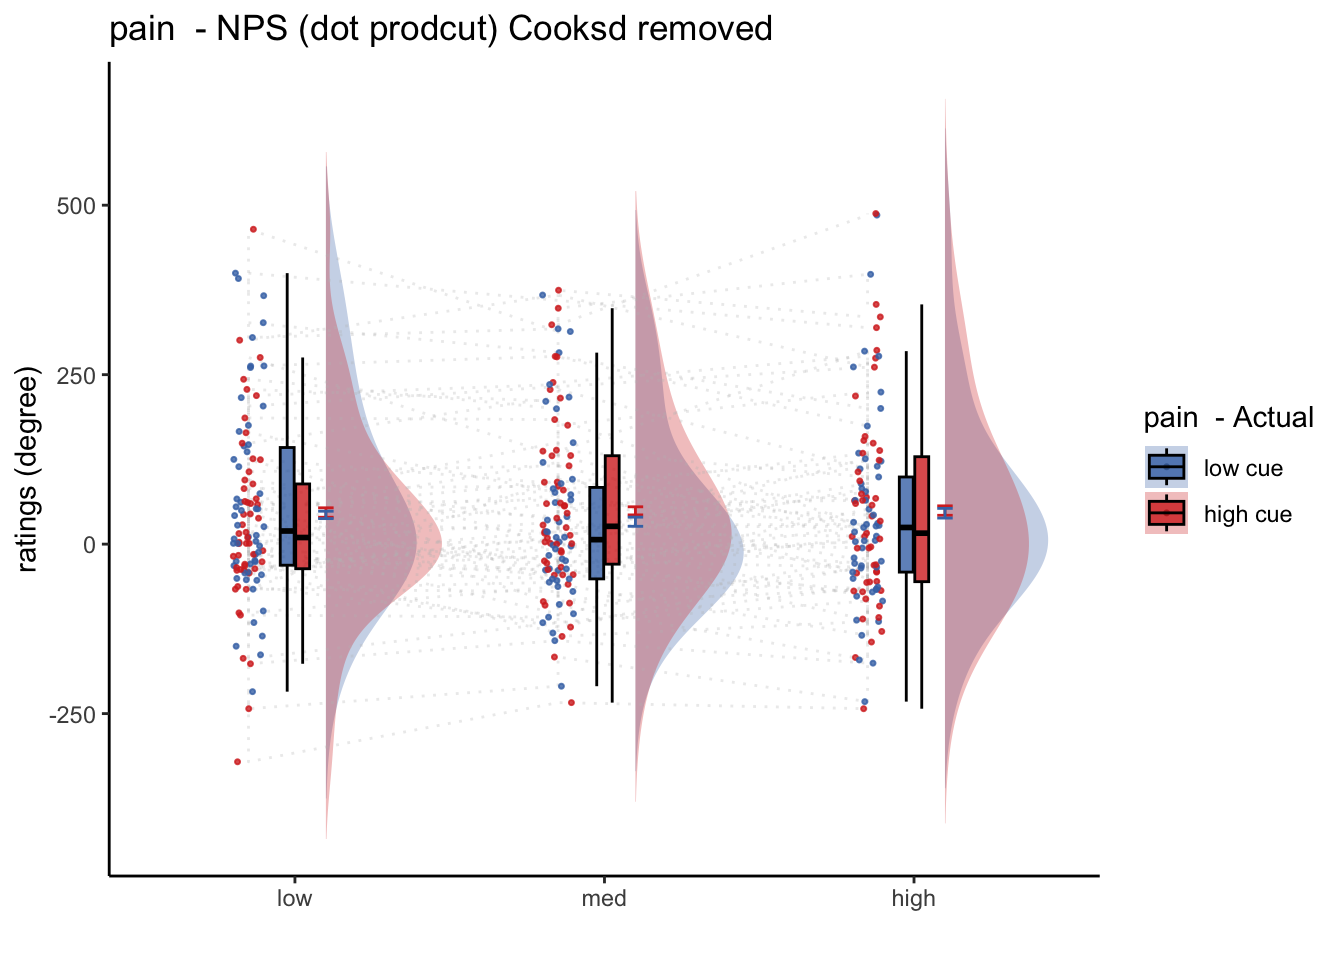 pain  - NPS (dot prodcut) Cooksd removed
ratings (degree)
500
250
0
-250
low
med
high
pain  - Actual
low cue
high cue